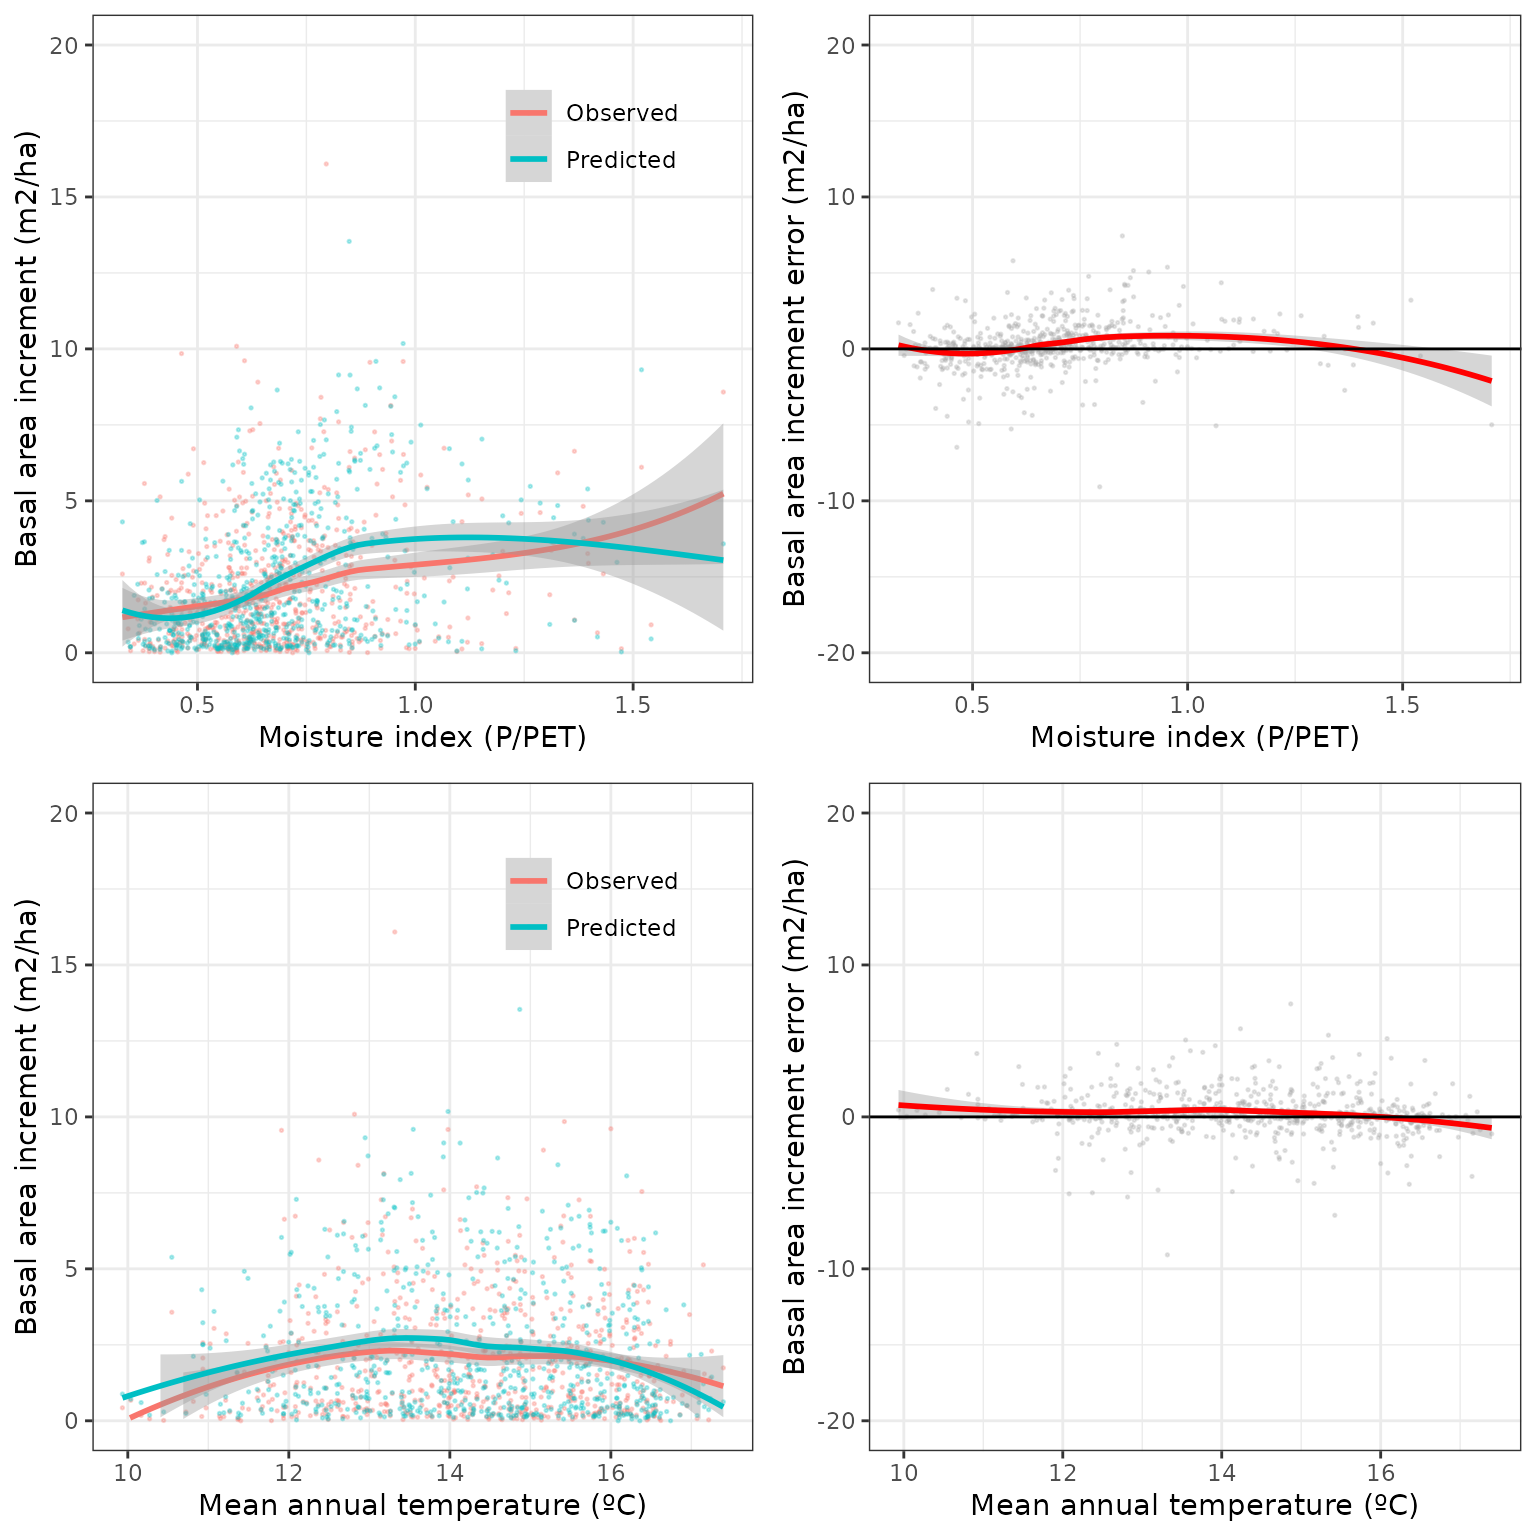 Basal area increment (m2/ha)
20
15
10
5
0
Observed
Predicted
0.5 1.0 1.5
Moisture index (P/PET)
Basal area increment error (m2/ha)
20
10
0
-10
-20
0.5 1.0 1.5
Moisture index (P/PET)
Basal area increment (m2/ha)
20
15
10
5
0
Observed
Predicted
10 12 14 16
Mean annual temperature (ºC)
Basal area increment error (m2/ha)
20
10
0
-10
-20
10 12 14 16
Mean annual temperature (ºC)